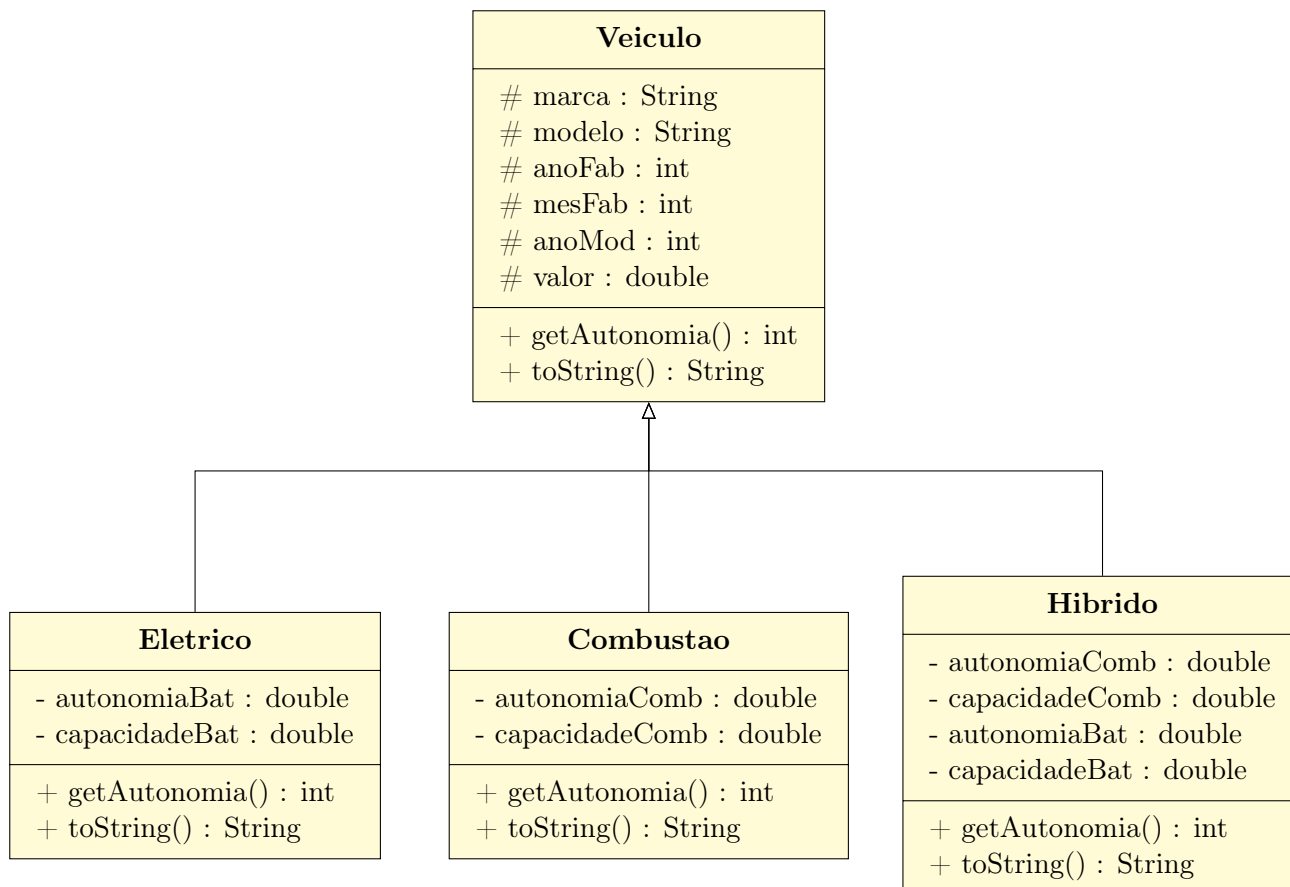 Veiculo
# marca : String
# modelo : String
# anoFab : int
# mesFab : int
# anoMod : int
# valor : double
+ getAutonomia() : int
+ toString() : String
Eletrico
- autonomiaBat : double
- capacidadeBat : double
+ getAutonomia() : int
+ toString() : String
Combustao
- autonomiaComb : double
- capacidadeComb : double
+ getAutonomia() : int
+ toString() : String
Hibrido
- autonomiaComb : double
- capacidadeComb : double
- autonomiaBat : double
- capacidadeBat : double
+ getAutonomia() : int
+ toString() : String